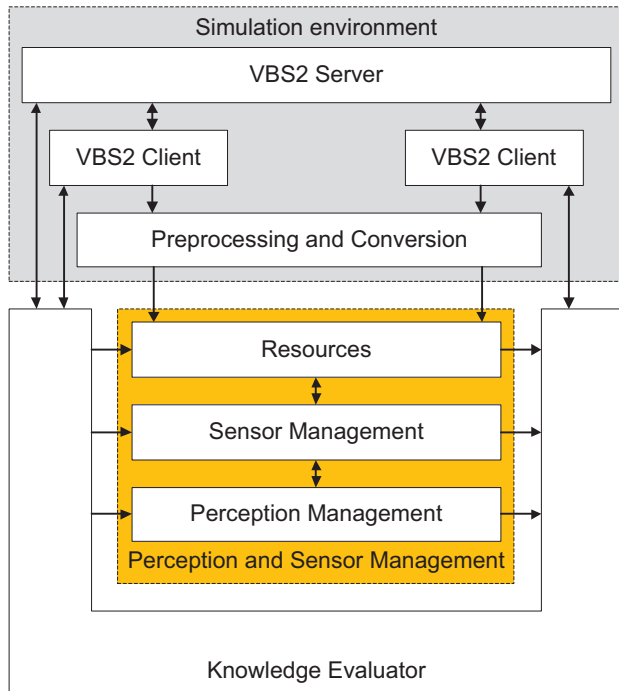 Simulation environment
VBS2 Server
VBS2 Client
VBS2 Client
Preprocessing and Conversion
Resources
Sensor Management
Perception Management
Perception and Sensor Management
Knowledge Evaluator